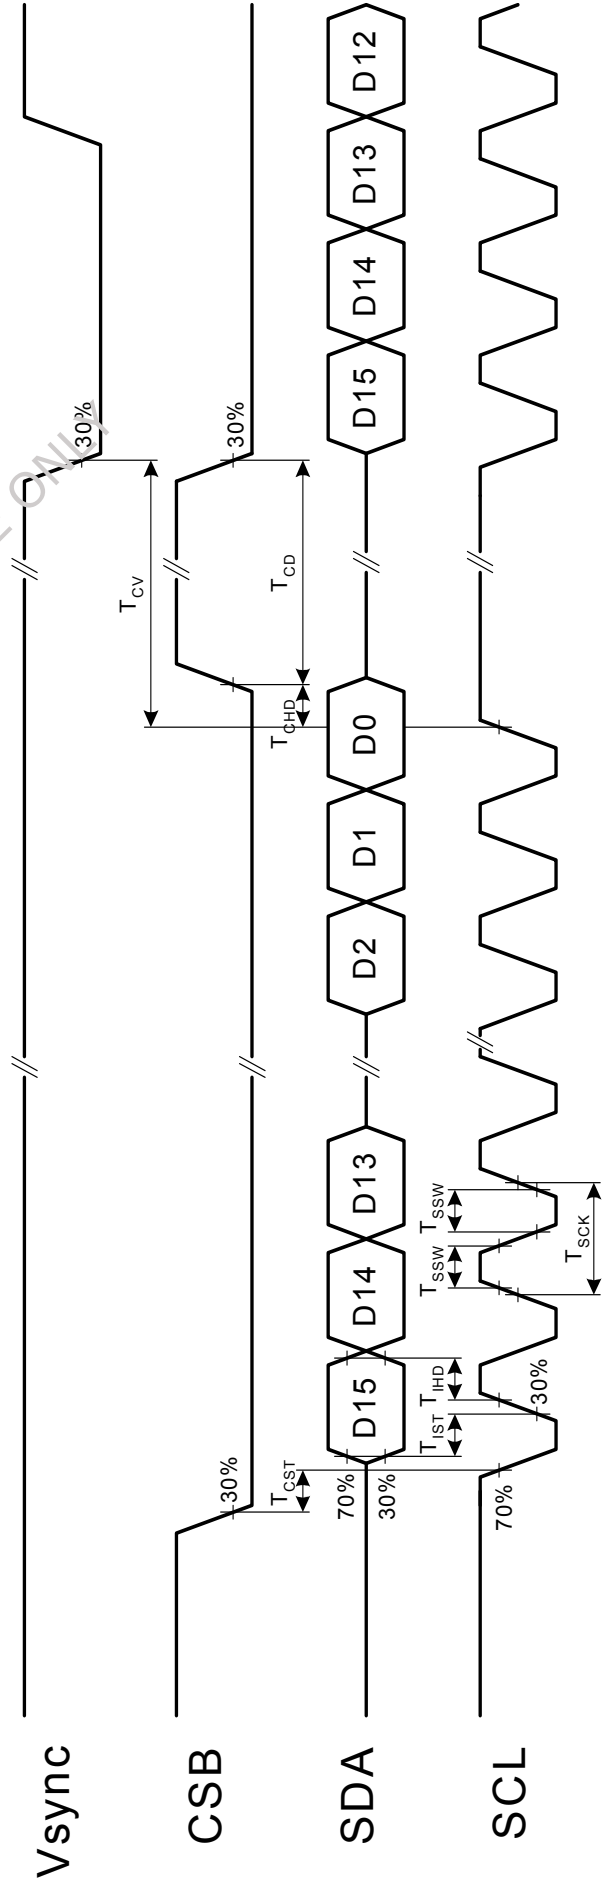 Vsync
30%
T_CV
CSB
30%
30%
T_CST
T_CHD
T_CD
SDA
70%
30%
D15
D14
D13
D2
D1
D0
D15
D14
D13
D12
T_IST
T_IHD
T_SSW
T_SSW
SCL
70%
30%
T_SCK
ONLY